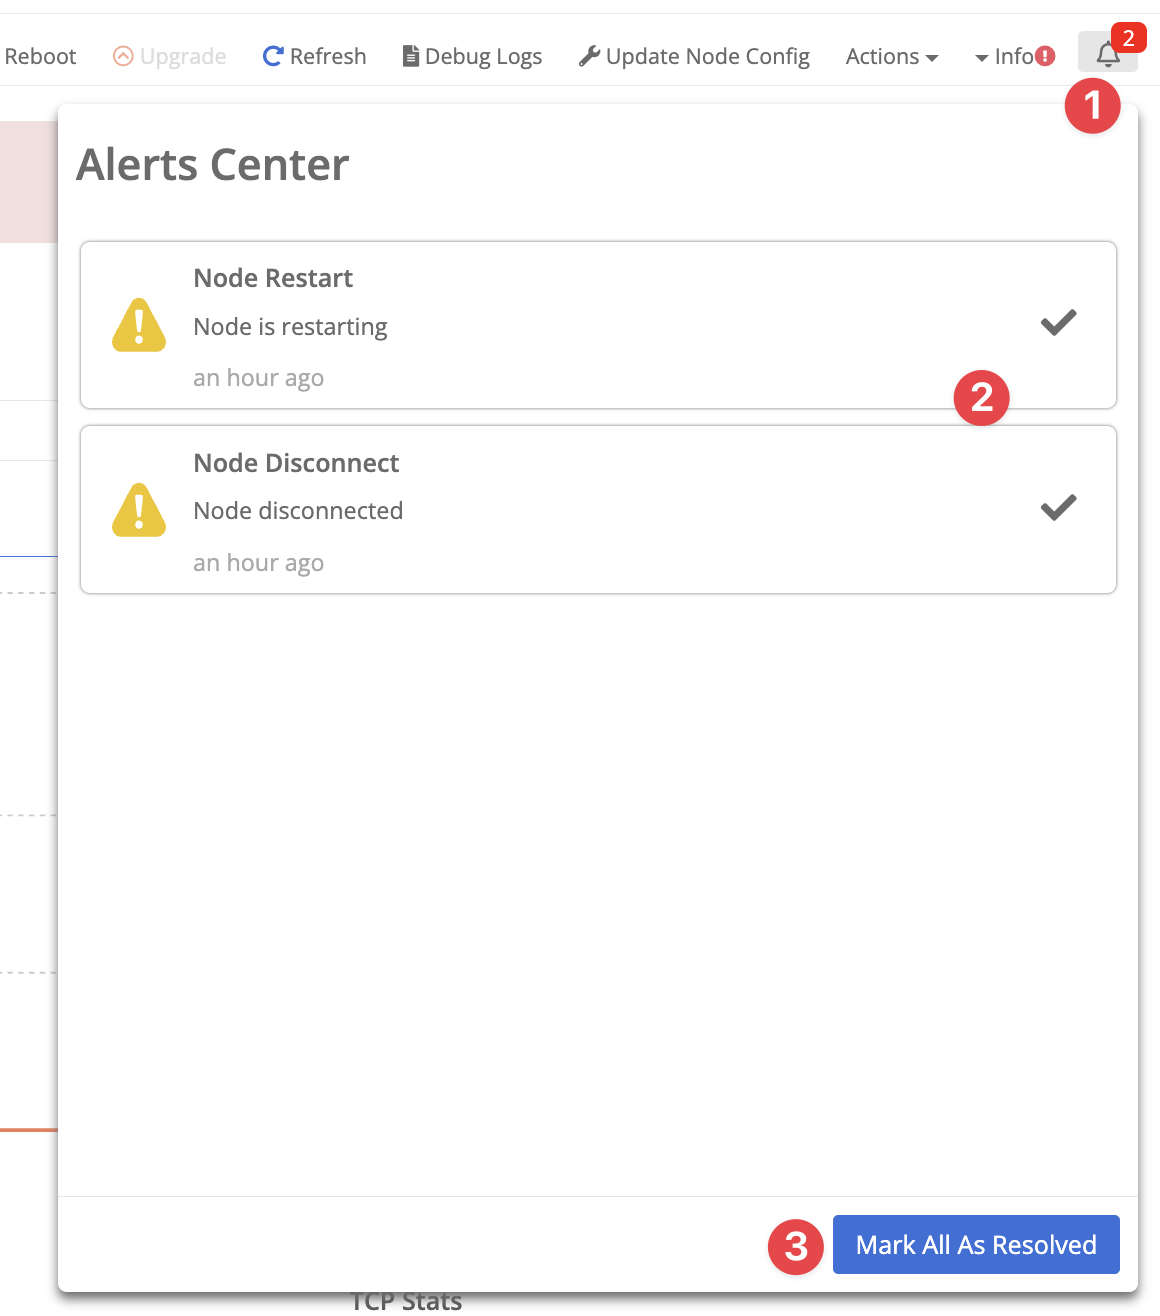 Reboot Upgrade Refresh Debug Logs Update Node Config Actions Info 2
1
Alerts Center
Node Restart
Node is restarting
an hour ago
2
Node Disconnect
Node disconnected
an hour ago
3 Mark All As Resolved
TCP Stats